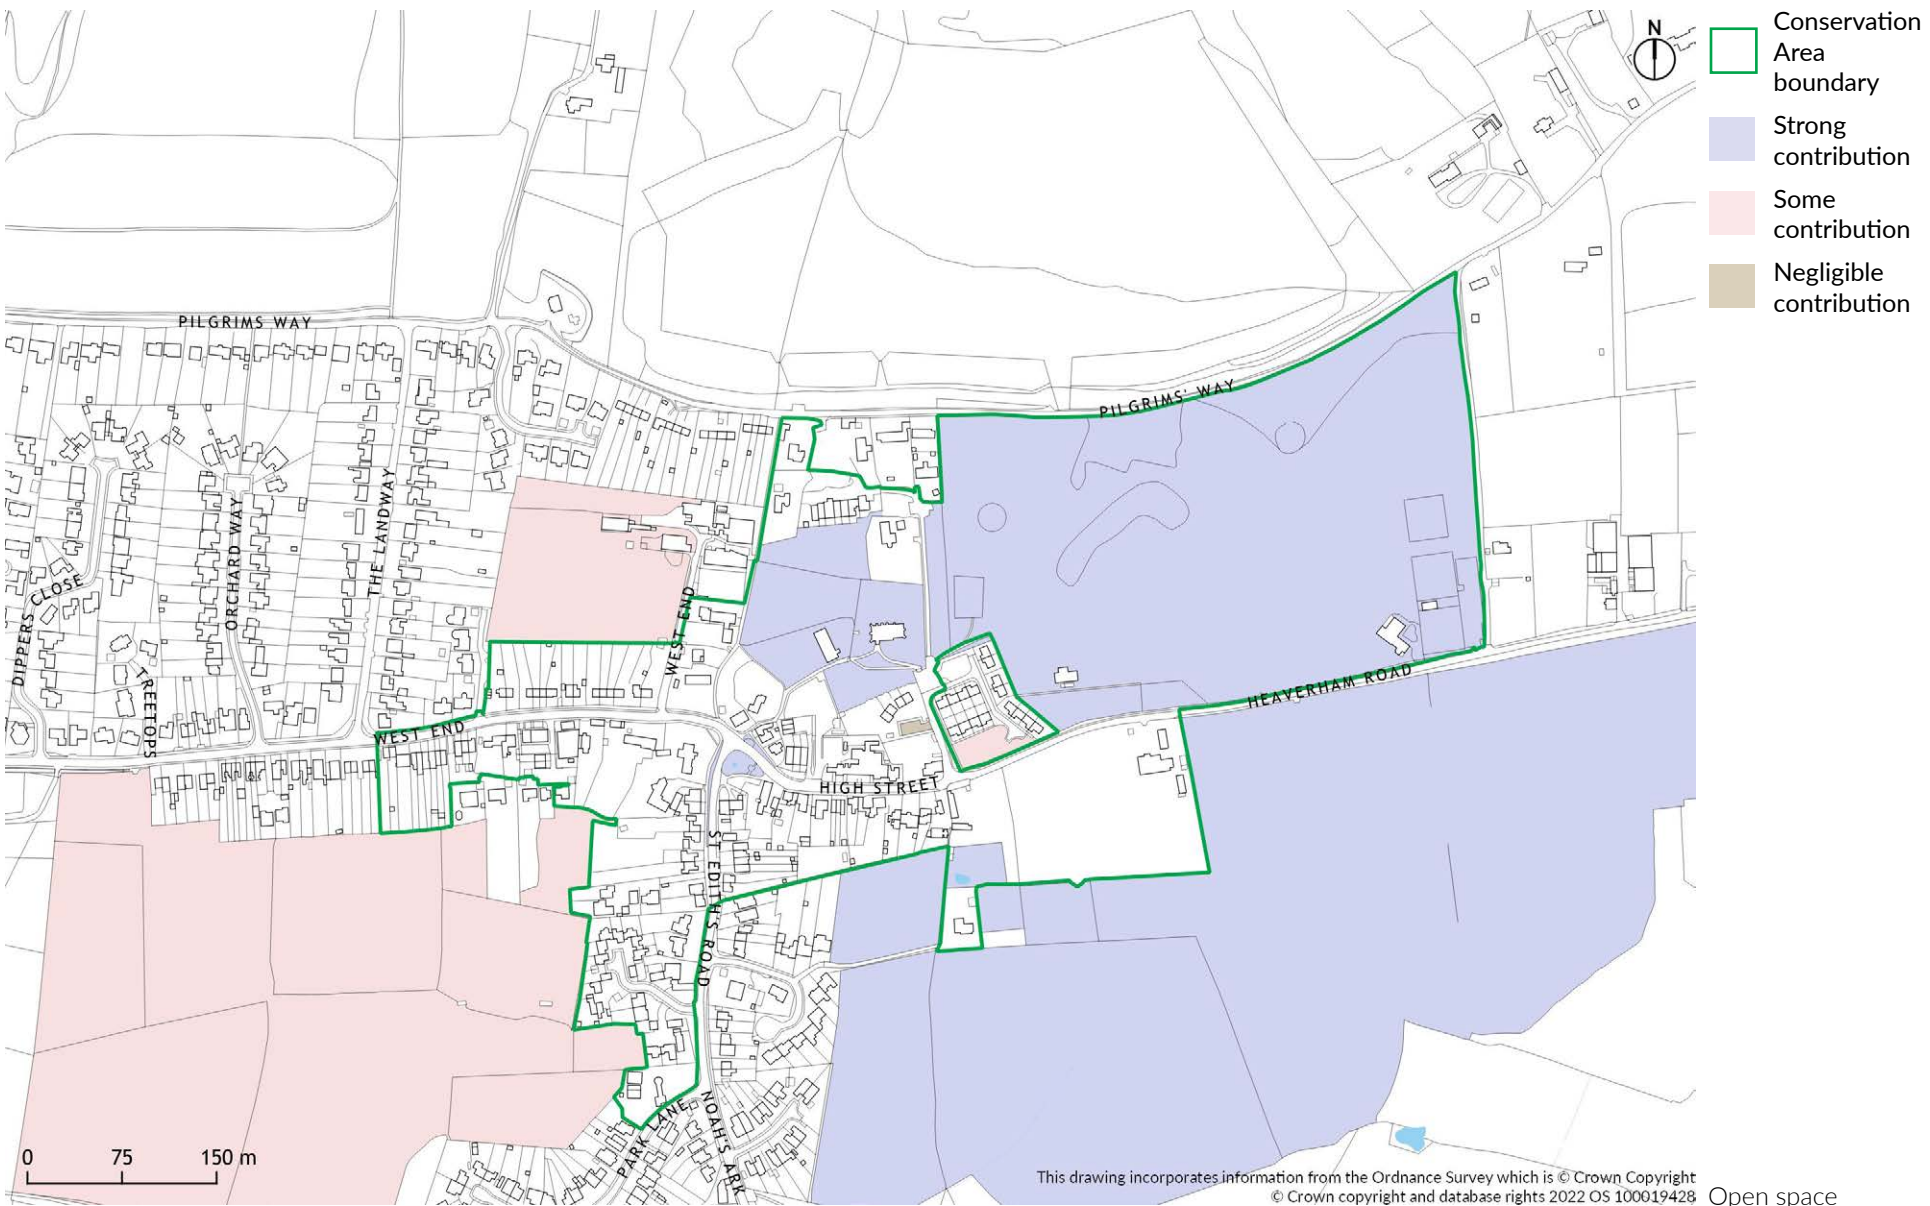 N
Conservation
Area
boundary
Strong
contribution
Some
contribution
Negligible
contribution
PILGRIMS WAY
PILGRIMS' WAY
DIPPERS CLOSE
ORCHARD WAY
THE LANDWAY
TREETOPS
WEST END
WEST END
HEAVERHAM ROAD
HIGH STREET
ST EDITH'S ROAD
NOAH'S ARK
PARK LANE
0 75 150 m
This drawing incorporates information from the Ordnance Survey which is © Crown Copyright
© Crown copyright and database rights 2022 OS 100019428
Open space